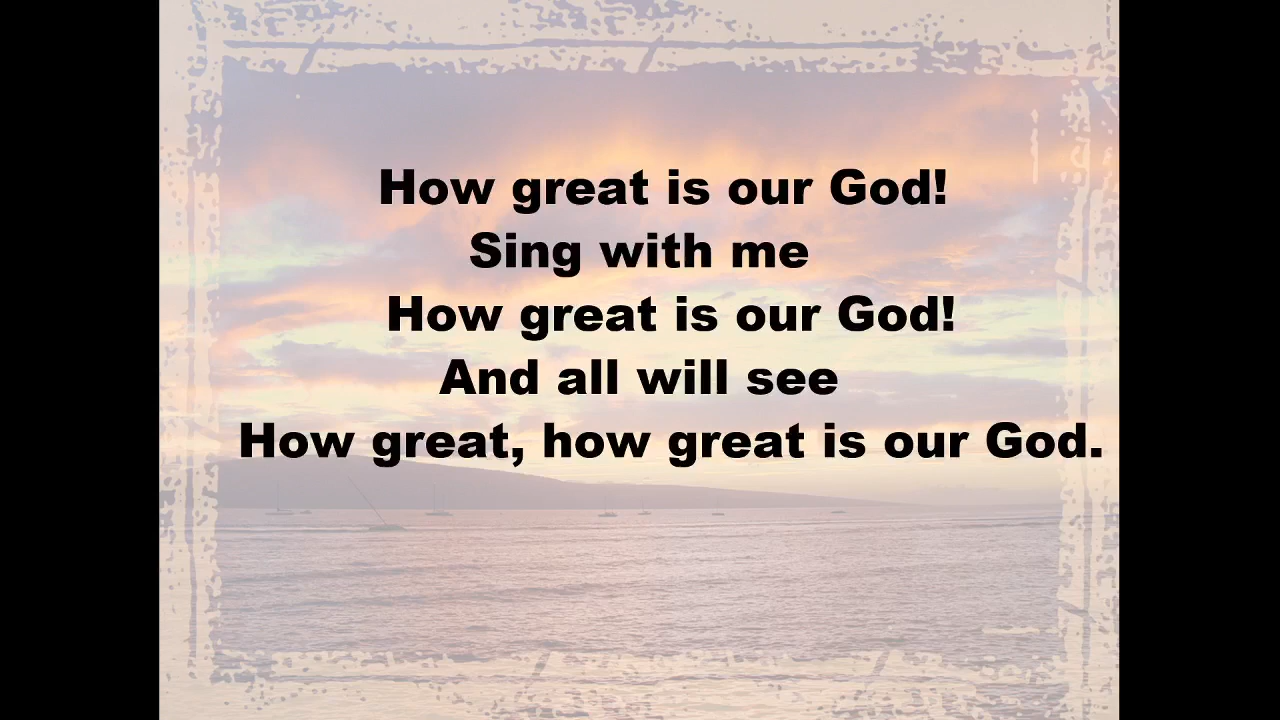 How great is our God!
Sing with me
How great is our God!
And all will see
How great, how great is our God.